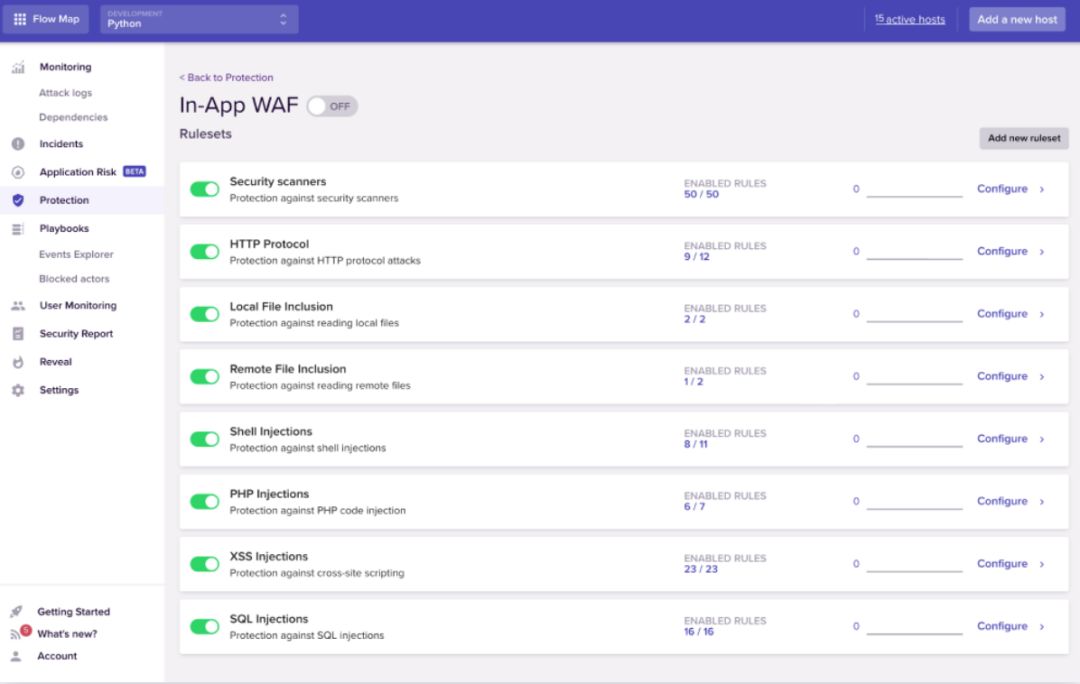 Flow Map
DEVELOPMENT
Python
15 active hosts
Add a new host
Monitoring
Attack logs
Dependencies
Incidents
Application Risk BETA
Protection
Playbooks
Events Explorer
Blocked actors
User Monitoring
Security Report
Reveal
Settings
Getting Started
5
What's new?
Account
< Back to Protection
In-App WAF OFF
Rulesets
Add new ruleset
Security scanners
Protection against security scanners
ENABLED RULES
50 / 50
0
Configure >
HTTP Protocol
Protection against HTTP protocol attacks
ENABLED RULES
9 / 12
0
Configure >
Local File Inclusion
Protection against reading local files
ENABLED RULES
2 / 2
0
Configure >
Remote File Inclusion
Protection against reading remote files
ENABLED RULES
1 / 2
0
Configure >
Shell Injections
Protection against shell injections
ENABLED RULES
8 / 11
0
Configure >
PHP Injections
Protection against PHP code injection
ENABLED RULES
6 / 7
0
Configure >
XSS Injections
Protection against cross-site scripting
ENABLED RULES
23 / 23
0
Configure >
SQL Injections
Protection against SQL injections
ENABLED RULES
16 / 16
0
Configure >